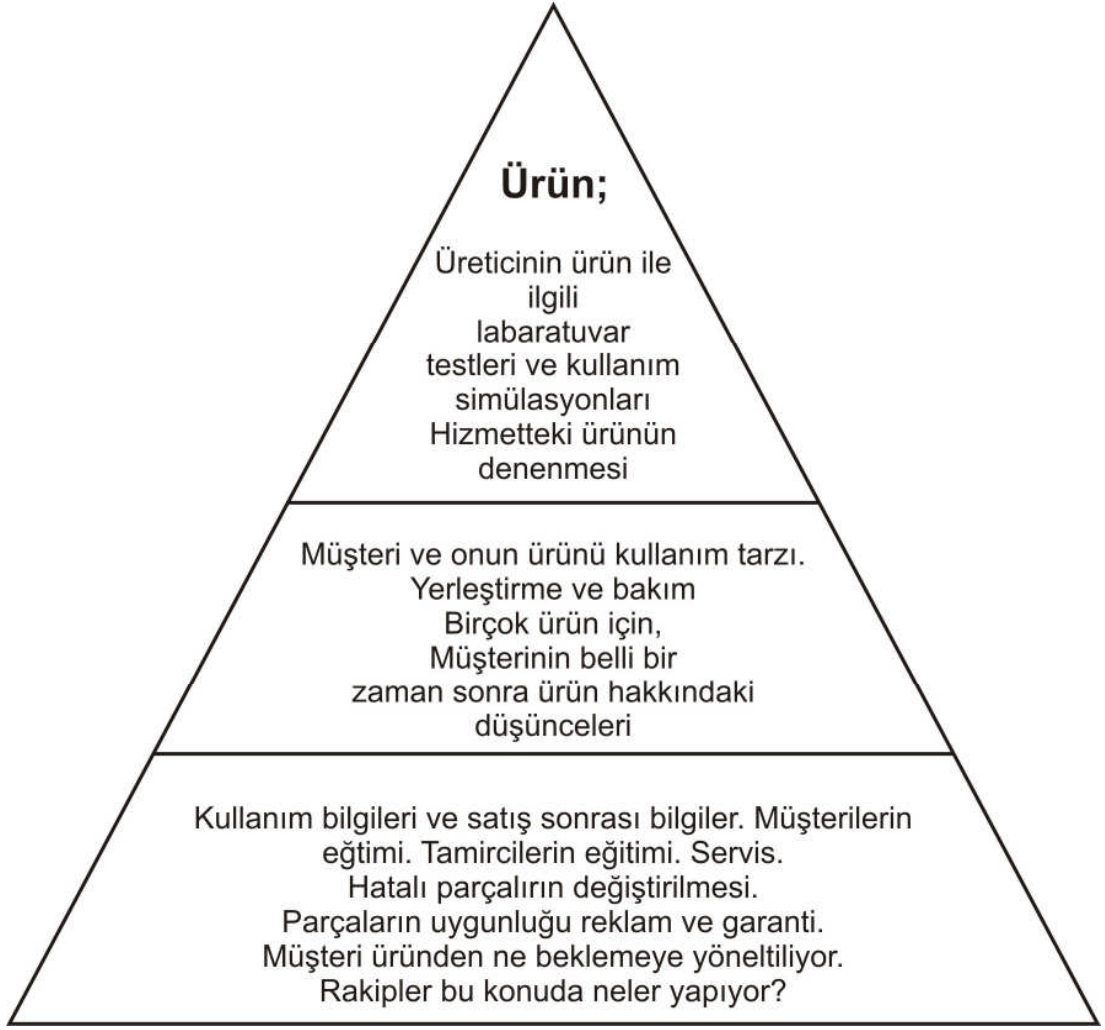 Ürün;
Üreticinin ürün ile
ilgili
labaratuvar
testleri ve kullanım
simülasyonları
Hizmetteki ürünün
denenmesi
Müşteri ve onun ürünü kullanım tarzı.
Yerleştirme ve bakım
Birçok ürün için,
Müşterinin belli bir
zaman sonra ürün hakkındaki
düşünceleri
Kullanım bilgileri ve satış sonrası bilgiler. Müşterilerin
eğtimi. Tamircilerin eğitimi. Servis.
Hatalı parçalırın değiştirilmesi.
Parçaların uygunluğu reklam ve garanti.
Müşteri üründen ne beklemeye yöneltiliyor.
Rakipler bu konuda neler yapıyor?